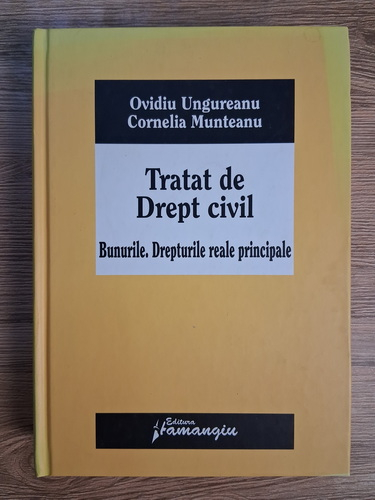 Ovidiu Ungureanu
Cornelia Munteanu
Tratat de
Drept civil
Bunurile. Drepturile reale principale
Editura
Hamangiu